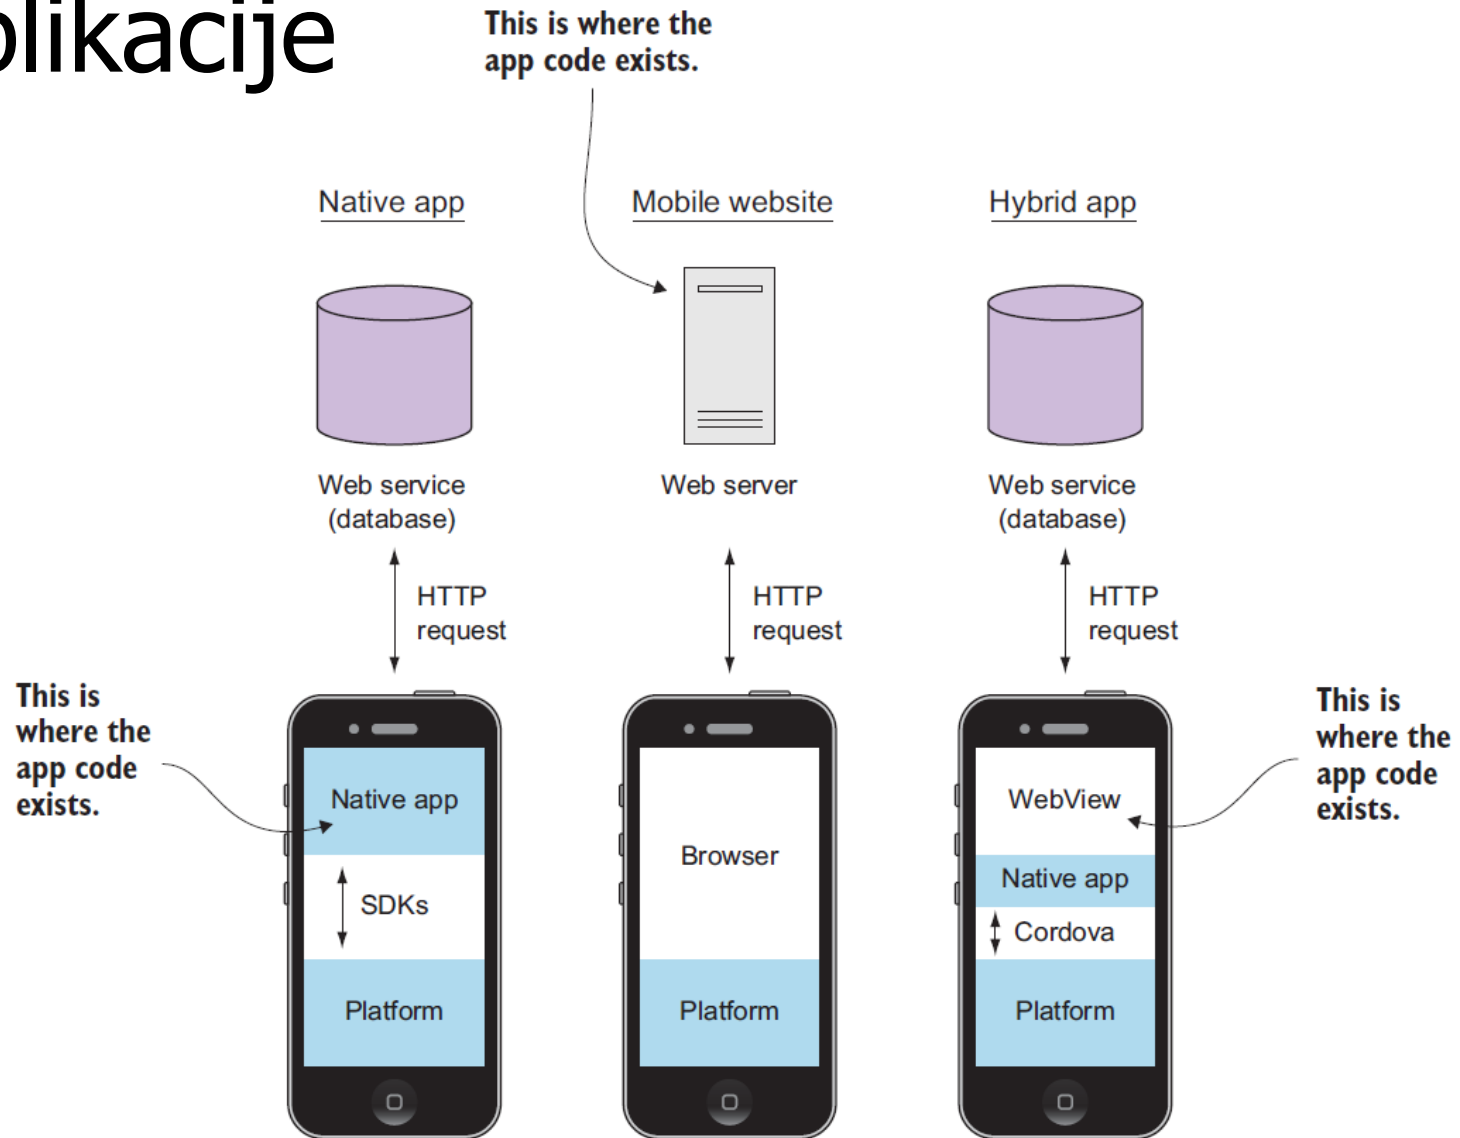 plikacije
This is where the
app code exists.
Native app
Mobile website
Hybrid app
Web service
(database)
Web server
Web service
(database)
HTTP
request
HTTP
request
HTTP
request
This is
where the
app code
exists.
This is
where the
app code
exists.
Native app
SDKs
Platform
Browser
Platform
WebView
Native app
Cordova
Platform